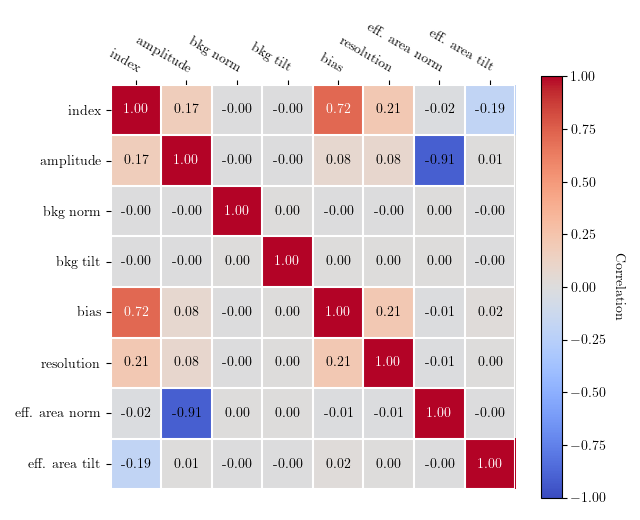 index amplitude bkg norm bkg tilt bias resolution eff. area norm eff. area tilt
index 1.00 0.17 -0.00 -0.00 0.72 0.21 -0.02 -0.19
amplitude 0.17 1.00 -0.00 -0.00 0.08 0.08 -0.91 0.01
bkg norm -0.00 -0.00 1.00 0.00 -0.00 -0.00 0.00 -0.00
bkg tilt -0.00 -0.00 0.00 1.00 0.00 0.00 0.00 -0.00
bias 0.72 0.08 -0.00 0.00 1.00 0.21 -0.01 0.02
resolution 0.21 0.08 -0.00 0.00 0.21 1.00 -0.01 0.00
eff. area norm -0.02 -0.91 0.00 0.00 -0.01 -0.01 1.00 -0.00
eff. area tilt -0.19 0.01 -0.00 -0.00 0.02 0.00 -0.00 1.00
1.00
0.75
0.50
0.25
0.00
−0.25
−0.50
−0.75
−1.00
Correlation